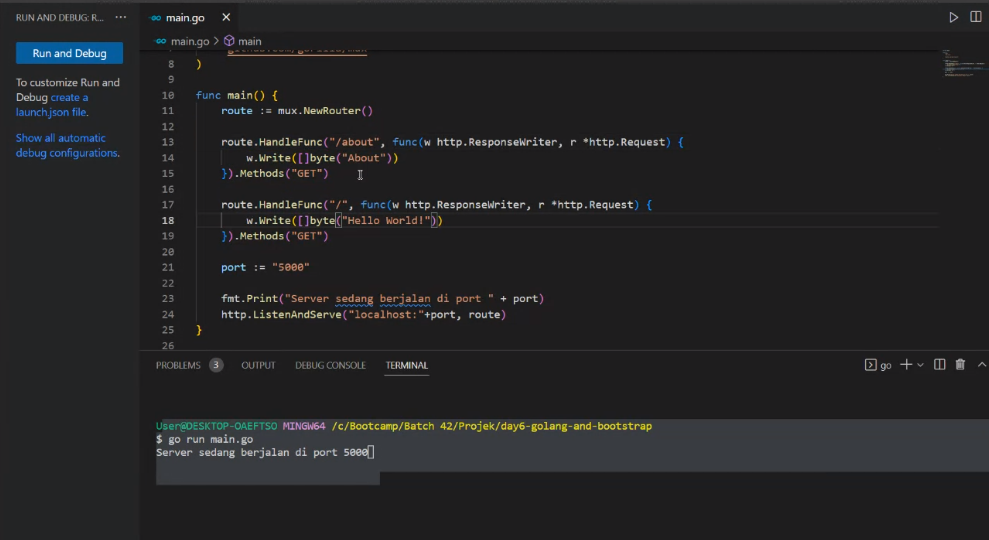 RUN AND DEBUG: R... ···
main.go
Run and Debug
To customize Run and
Debug create a
launch.json file.
Show all automatic
debug configurations.
main.go > main
8 )
9
10 func main() {
11 route := mux.NewRouter()
12
13 route.HandleFunc("/about", func(w http.ResponseWriter, r *http.Request) {
14 w.Write([]byte("About"))
15 }).Methods("GET")
16
17 route.HandleFunc("/", func(w http.ResponseWriter, r *http.Request) {
18 w.Write([]byte("Hello World!"))
19 }).Methods("GET")
20
21 port := "5000"
22
23 fmt.Print("Server sedang berjalan di port " + port)
24 http.ListenAndServe("localhost:"+port, route)
25 }
26
PROBLEMS 3 OUTPUT DEBUG CONSOLE TERMINAL go
User@DESKTOP-OAEFTSO MINGW64 /c/Bootcamp/Batch 42/Projek/day6-golang-and-bootstrap
$ go run main.go
Server sedang berjalan di port 5000